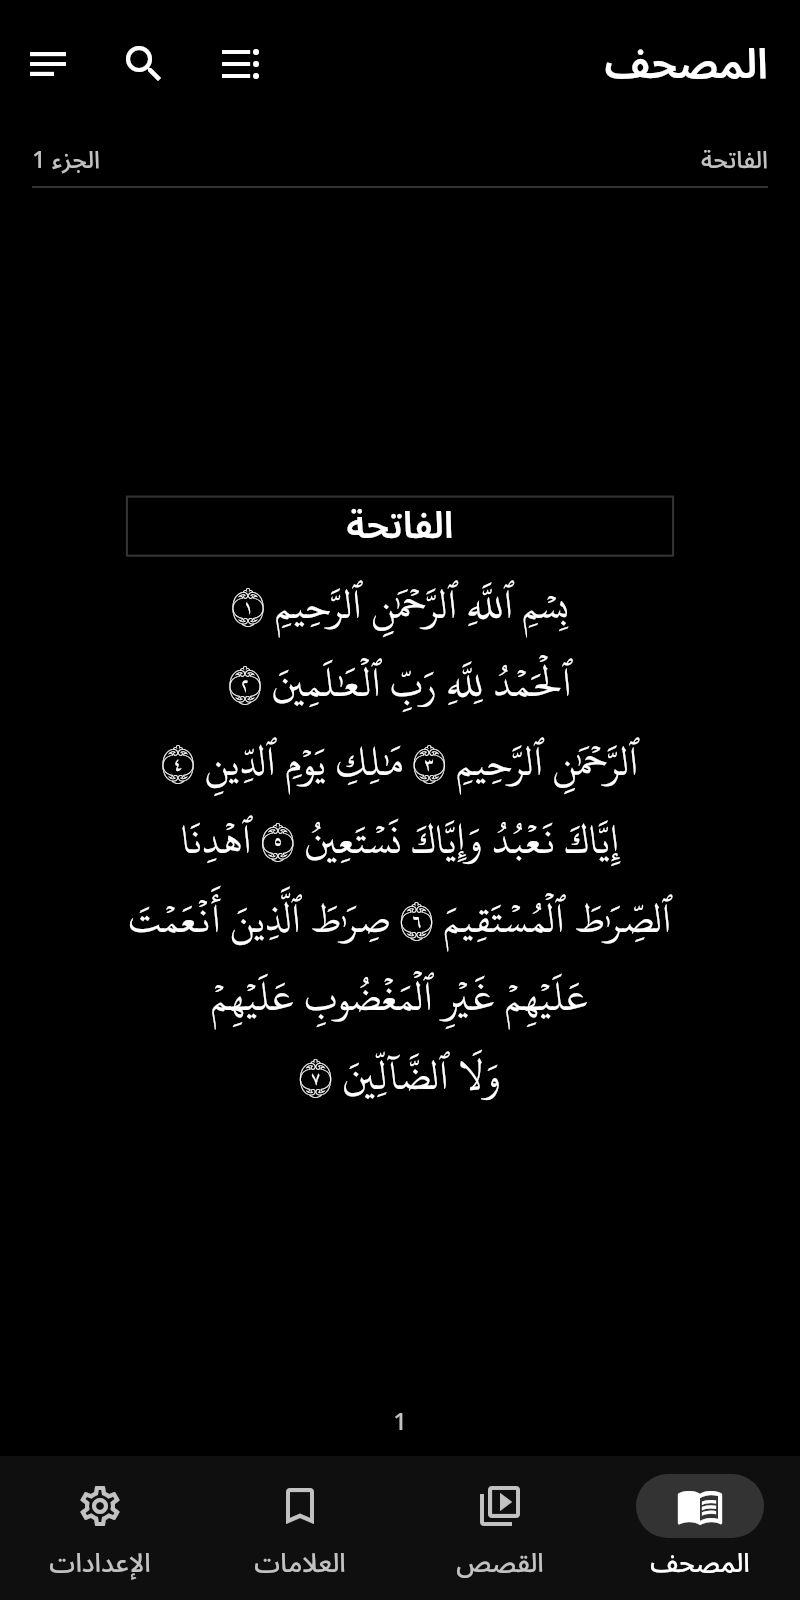 المصحف
الفاتحة
الجزء 1
الفاتحة
بِسۡمِ ٱللَّهِ ٱلرَّحۡمَٰنِ ٱلرَّحِيمِ ١
ٱلۡحَمۡدُ لِلَّهِ رَبِّ ٱلۡعَٰلَمِينَ ٢
ٱلرَّحۡمَٰنِ ٱلرَّحِيمِ ٣ مَٰلِكِ يَوۡمِ ٱلدِّينِ ٤
إِيَّاكَ نَعۡبُدُ وَإِيَّاكَ نَسۡتَعِينُ ٥ ٱهۡدِنَا
ٱلصِّرَٰطَ ٱلۡمُسۡتَقِيمَ ٦ صِرَٰطَ ٱلَّذِينَ أَنۡعَمۡتَ
عَلَيۡهِمۡ غَيۡرِ ٱلۡمَغۡضُوبِ عَلَيۡهِمۡ
وَلَا ٱلضَّآلِّينَ ٧
1
المصحف
القصص
العلامات
الإعدادات